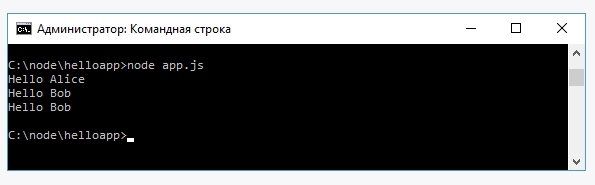 Администратор: Командная строка
C:\node\helloapp>node app.js
Hello Alice
Hello Bob
Hello Bob
C:\node\helloapp>